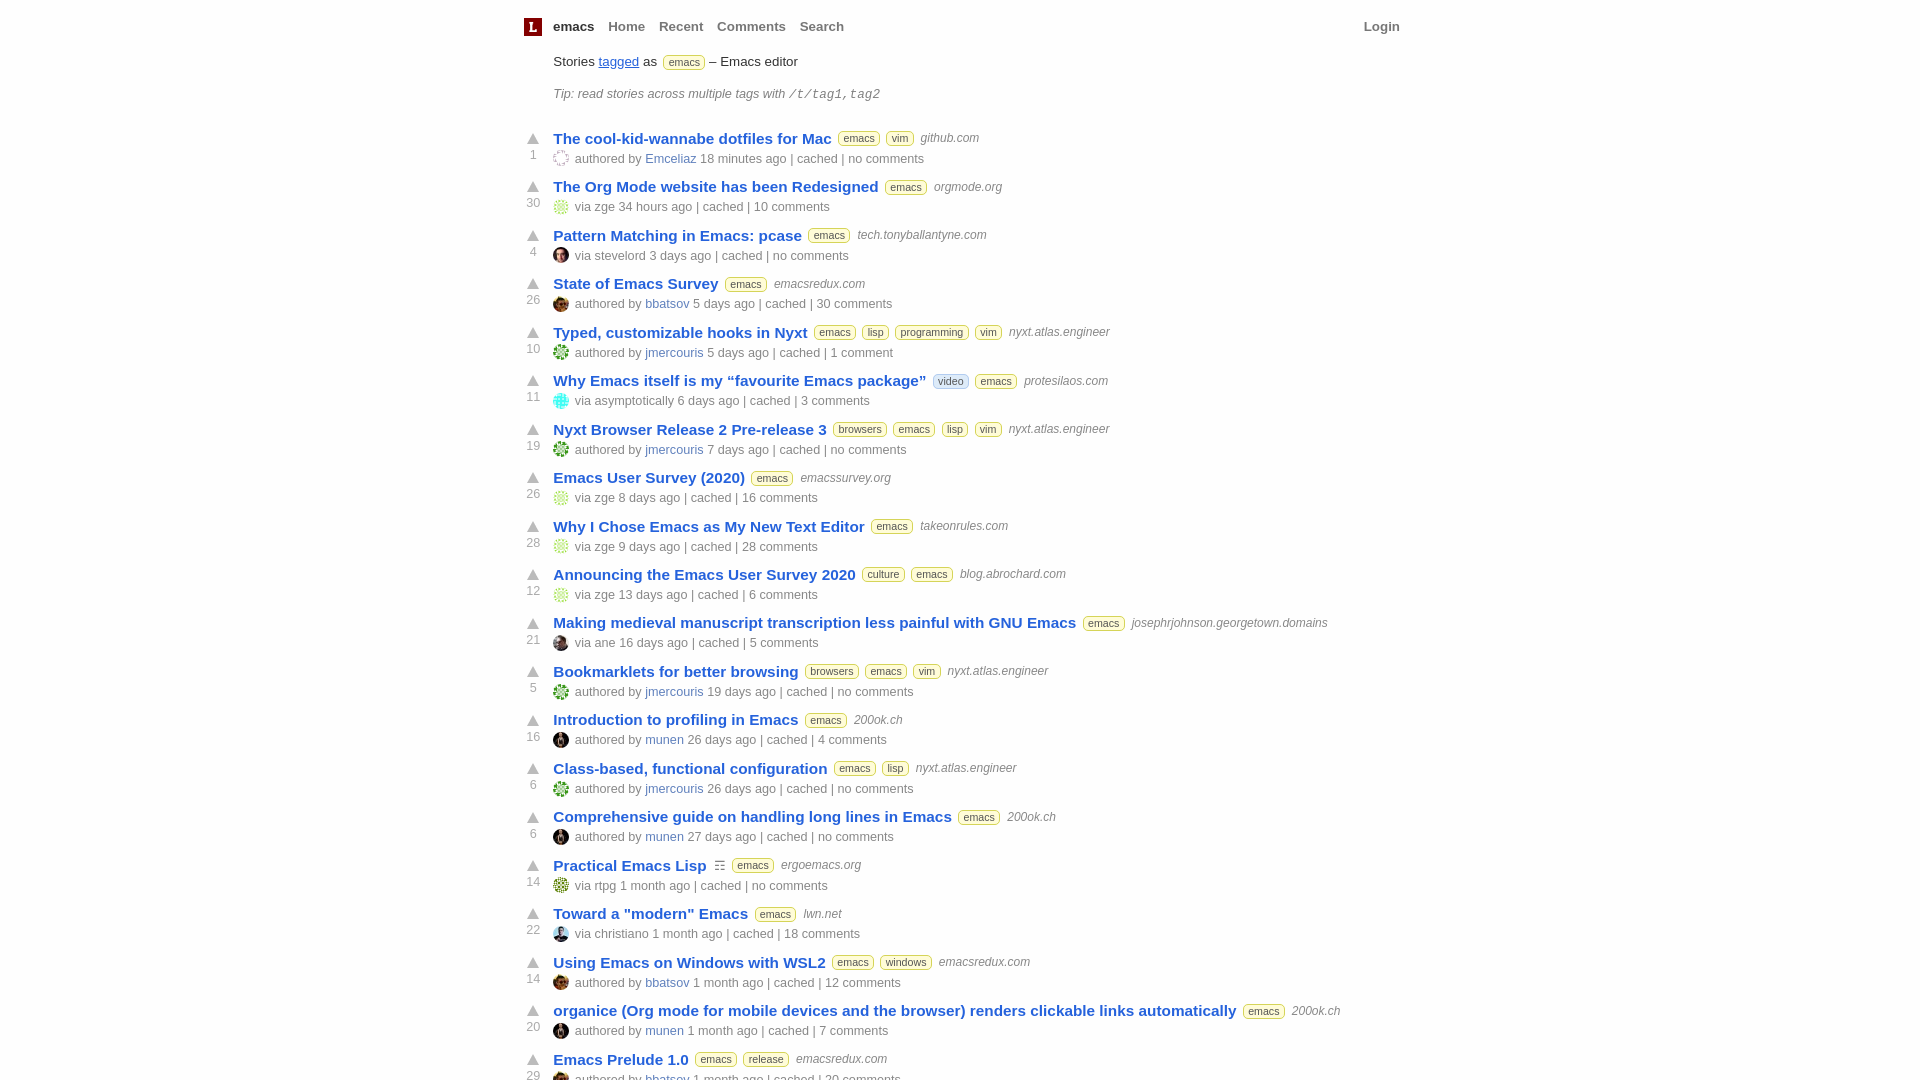 L emacs Home Recent Comments Search Login
Stories tagged as emacs – Emacs editor
Tip: read stories across multiple tags with /t/tag1,tag2
The cool-kid-wannabe dotfiles for Mac emacs vim github.com
1 authored by Emceliaz 18 minutes ago | cached | no comments
The Org Mode website has been Redesigned emacs orgmode.org
30 via zge 34 hours ago | cached | 10 comments
Pattern Matching in Emacs: pcase emacs tech.tonyballantyne.com
4 via stevelord 3 days ago | cached | no comments
State of Emacs Survey emacs emacsredux.com
26 authored by bbatsov 5 days ago | cached | 30 comments
Typed, customizable hooks in Nyxt emacs lisp programming vim nyxt.atlas.engineer
10 authored by jmercouris 5 days ago | cached | 1 comment
Why Emacs itself is my “favourite Emacs package” video emacs protesilaos.com
11 via asymptotically 6 days ago | cached | 3 comments
Nyxt Browser Release 2 Pre-release 3 browsers emacs lisp vim nyxt.atlas.engineer
19 authored by jmercouris 7 days ago | cached | no comments
Emacs User Survey (2020) emacs emacssurvey.org
26 via zge 8 days ago | cached | 16 comments
Why I Chose Emacs as My New Text Editor emacs takeonrules.com
28 via zge 9 days ago | cached | 28 comments
Announcing the Emacs User Survey 2020 culture emacs blog.abrochard.com
12 via zge 13 days ago | cached | 6 comments
Making medieval manuscript transcription less painful with GNU Emacs emacs josephrjohnson.georgetown.domains
21 via ane 16 days ago | cached | 5 comments
Bookmarklets for better browsing browsers emacs vim nyxt.atlas.engineer
5 authored by jmercouris 19 days ago | cached | no comments
Introduction to profiling in Emacs emacs 200ok.ch
16 authored by munen 26 days ago | cached | 4 comments
Class-based, functional configuration emacs lisp nyxt.atlas.engineer
6 authored by jmercouris 26 days ago | cached | no comments
Comprehensive guide on handling long lines in Emacs emacs 200ok.ch
6 authored by munen 27 days ago | cached | no comments
Practical Emacs Lisp ☶ emacs ergoemacs.org
14 via rtpg 1 month ago | cached | no comments
Toward a "modern" Emacs emacs lwn.net
22 via christiano 1 month ago | cached | 18 comments
Using Emacs on Windows with WSL2 emacs windows emacsredux.com
14 authored by bbatsov 1 month ago | cached | 12 comments
organice (Org mode for mobile devices and the browser) renders clickable links automatically emacs 200ok.ch
20 authored by munen 1 month ago | cached | 7 comments
Emacs Prelude 1.0 emacs release emacsredux.com
29 authored by bbatsov 1 month ago | cached | 20 comments